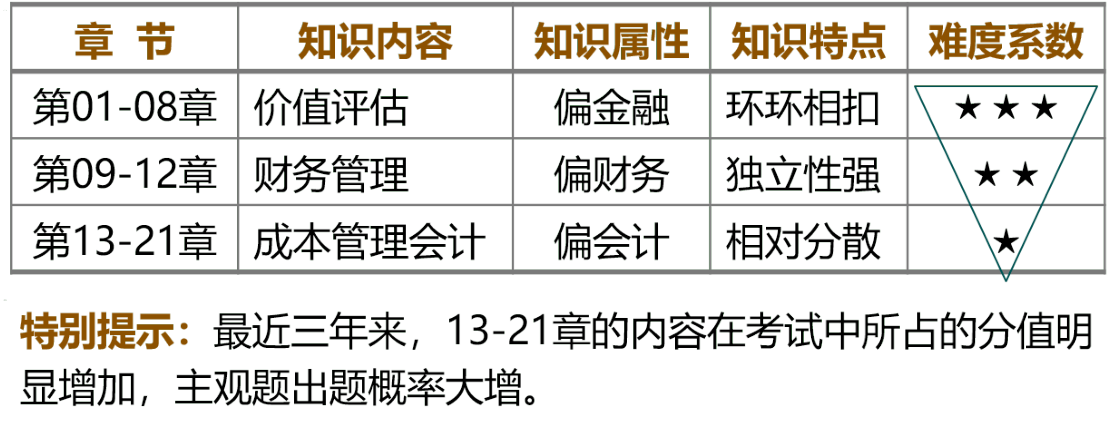 章 节 知识内容 知识属性 知识特点 难度系数
第01-08章 价值评估 偏金融 环环相扣 ★ ★ ★
第09-12章 财务管理 偏财务 独立性强 ★ ★
第13-21章 成本管理会计 偏会计 相对分散 ★
特别提示：最近三年来，13-21章的内容在考试中所占的分值明
显增加，主观题出题概率大增。